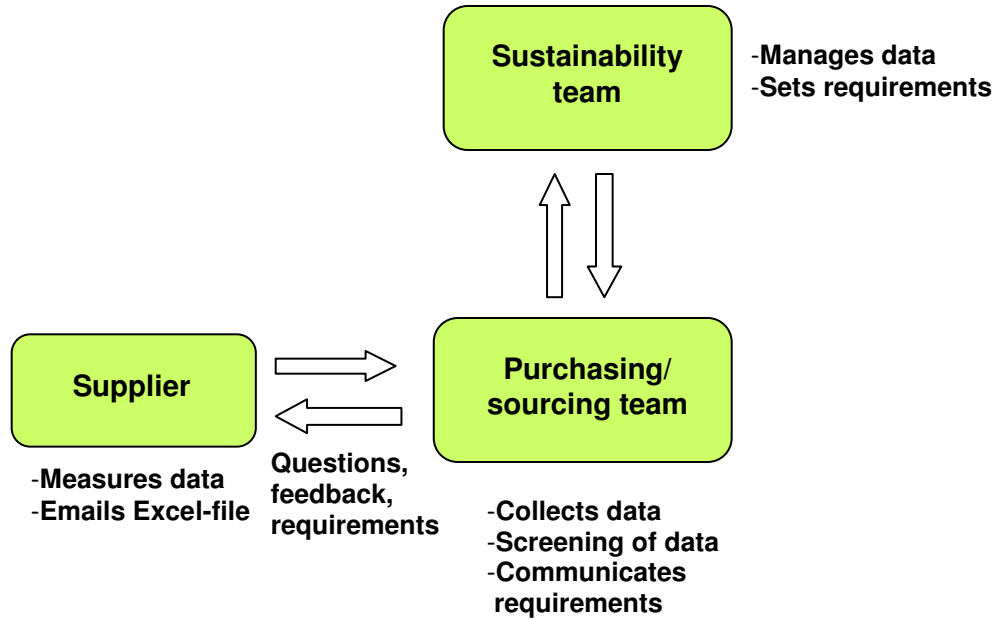 Sustainability
team
-Manages data
-Sets requirements
Supplier
Purchasing/
sourcing team
-Measures data
-Emails Excel-file
Questions,
feedback,
requirements
-Collects data
-Screening of data
-Communicates
requirements